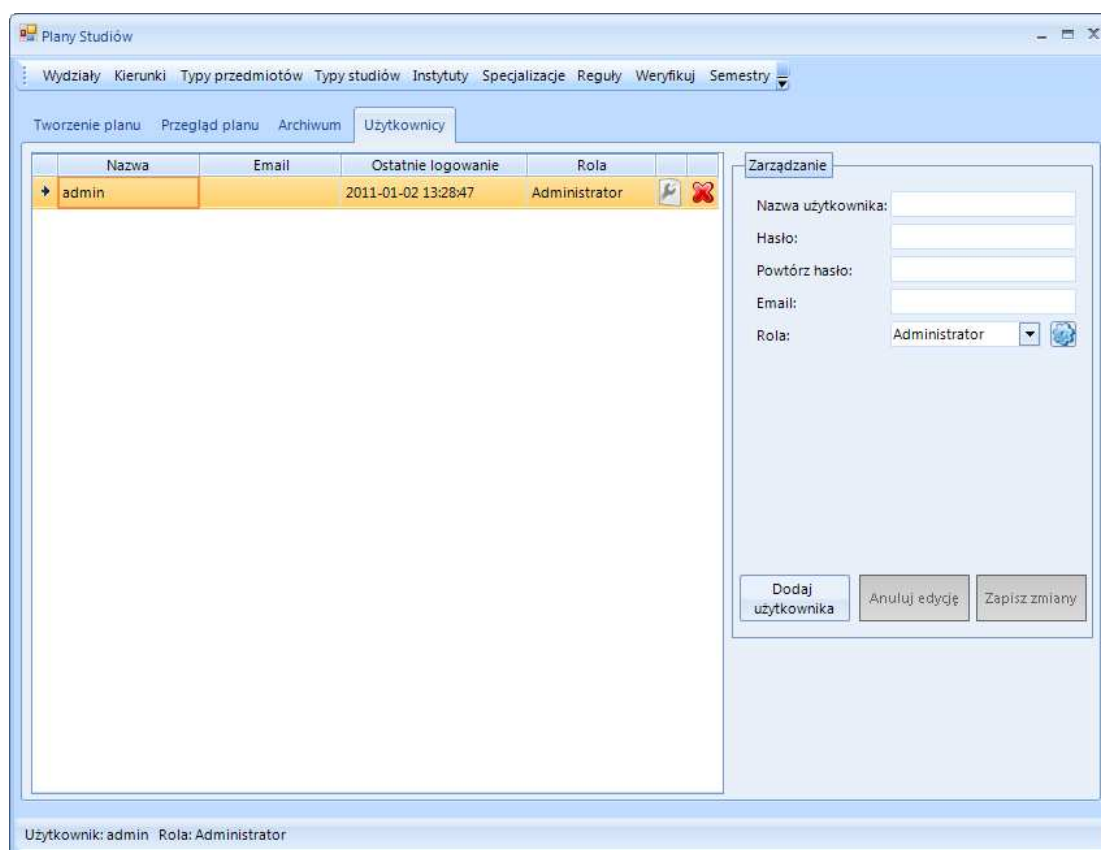 Plany Studiów
Wydziały Kierunki Typy przedmiotów Typy studiów Instytuty Specjalizacje Reguły Weryfikuj Semestry
Tworzenie planu Przegląd planu Archiwum Użytkownicy
Nazwa Email Ostatnie logowanie Rola
admin 2011-01-02 13:28:47 Administrator
Zarządzanie
Nazwa użytkownika:
Hasło:
Powtórz hasło:
Email:
Rola: Administrator
Dodaj
użytkownika
Anuluj edycję
Zapisz zmiany
Użytkownik: admin Rola: Administrator